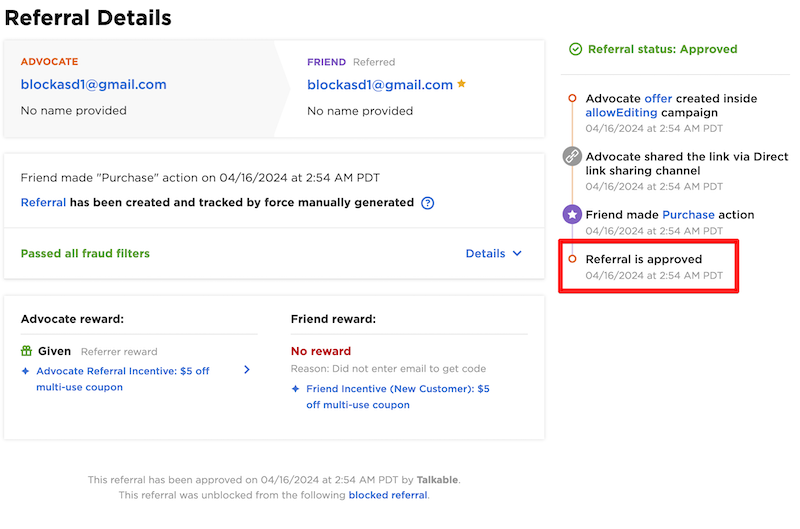 Referral Details
ADVOCATE
blockasd1@gmail.com
No name provided
FRIEND Referred
blockasd1@gmail.com
No name provided
Friend made "Purchase" action on 04/16/2024 at 2:54 AM PDT
Referral has been created and tracked by force manually generated ?
Passed all fraud filters
Details
Advocate reward:
Given Referrer reward
Advocate Referral Incentive: $5 off
multi-use coupon
Friend reward:
No reward
Reason: Did not enter email to get code
Friend Incentive (New Customer): $5
off multi-use coupon
This referral has been approved on 04/16/2024 at 2:54 AM PDT by Talkable.
This referral was unblocked from the following blocked referral.
Referral status: Approved
Advocate offer created inside
allowEditing campaign
04/16/2024 at 2:54 AM PDT
Advocate shared the link via Direct
link sharing channel
04/16/2024 at 2:54 AM PDT
Friend made Purchase action
04/16/2024 at 2:54 AM PDT
Referral is approved
04/16/2024 at 2:54 AM PDT